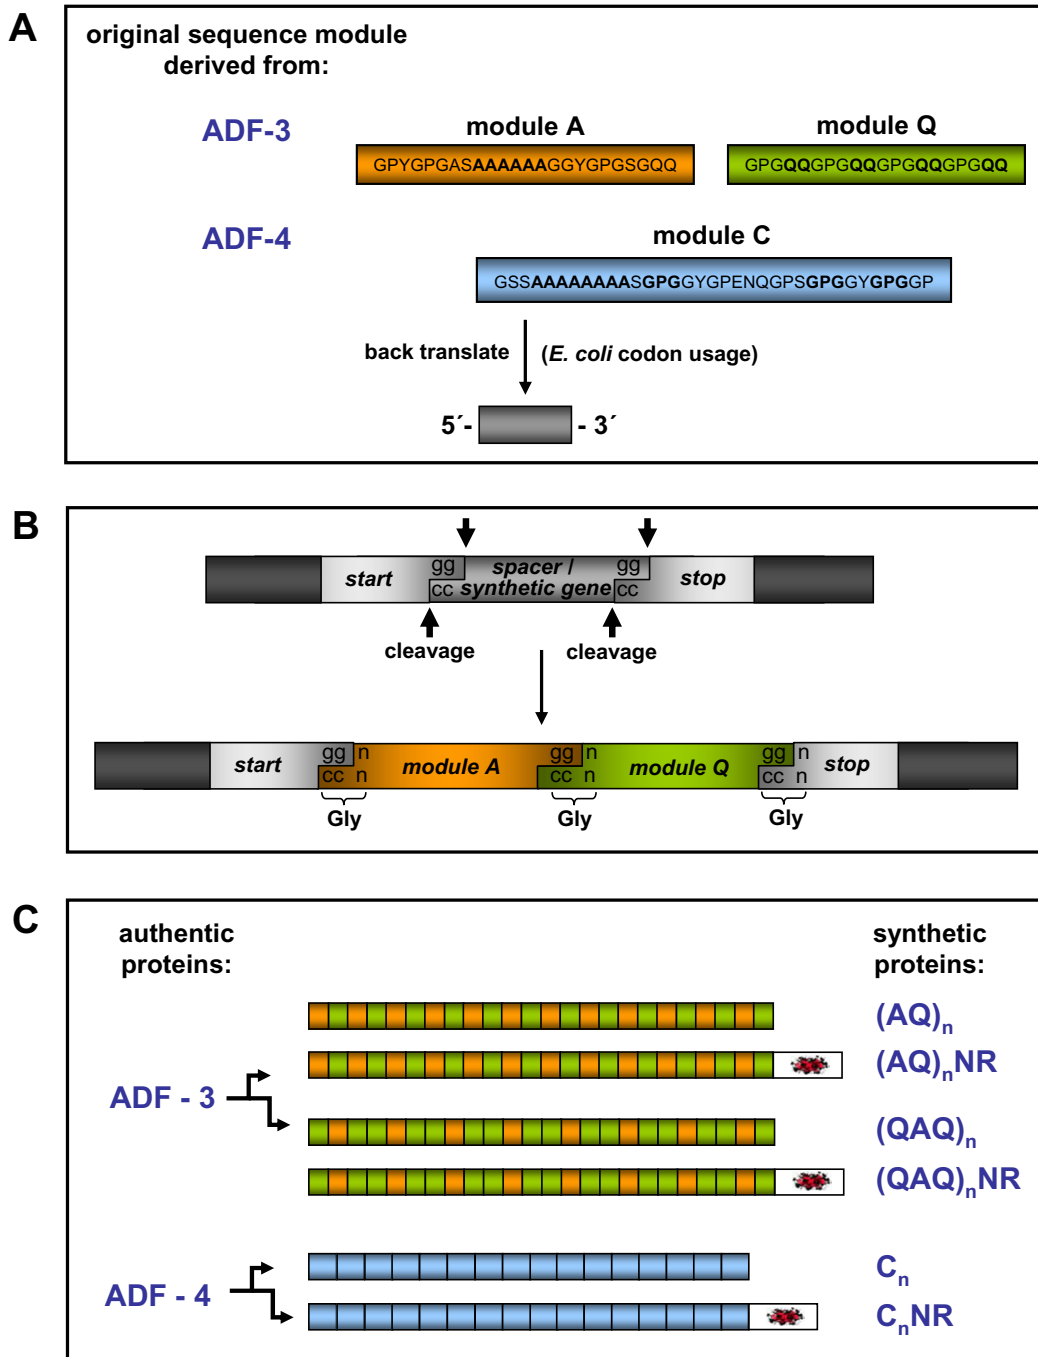 A
original sequence module
derived from:
ADF-3
module A
module Q
GPYGPGASAAAAAAGGYGPGSGQQ
GPGQQGPGQQGPGQQGPGQQ
ADF-4
module C
GSSAAAAAAAASGPGGYGPENQGPSGPGGYGPGGP
back translate
(E. coli codon usage)
5´-
- 3´
B
start
gg
cc
spacer /
synthetic gene
gg
cc
stop
cleavage
cleavage
start
gg n
cc n
module A
gg n
cc n
module Q
gg n
cc n
stop
Gly
Gly
Gly
C
authentic
proteins:
synthetic
proteins:
(AQ)n
(AQ)nNR
ADF - 3
(QAQ)n
(QAQ)nNR
Cn
ADF - 4
CnNR